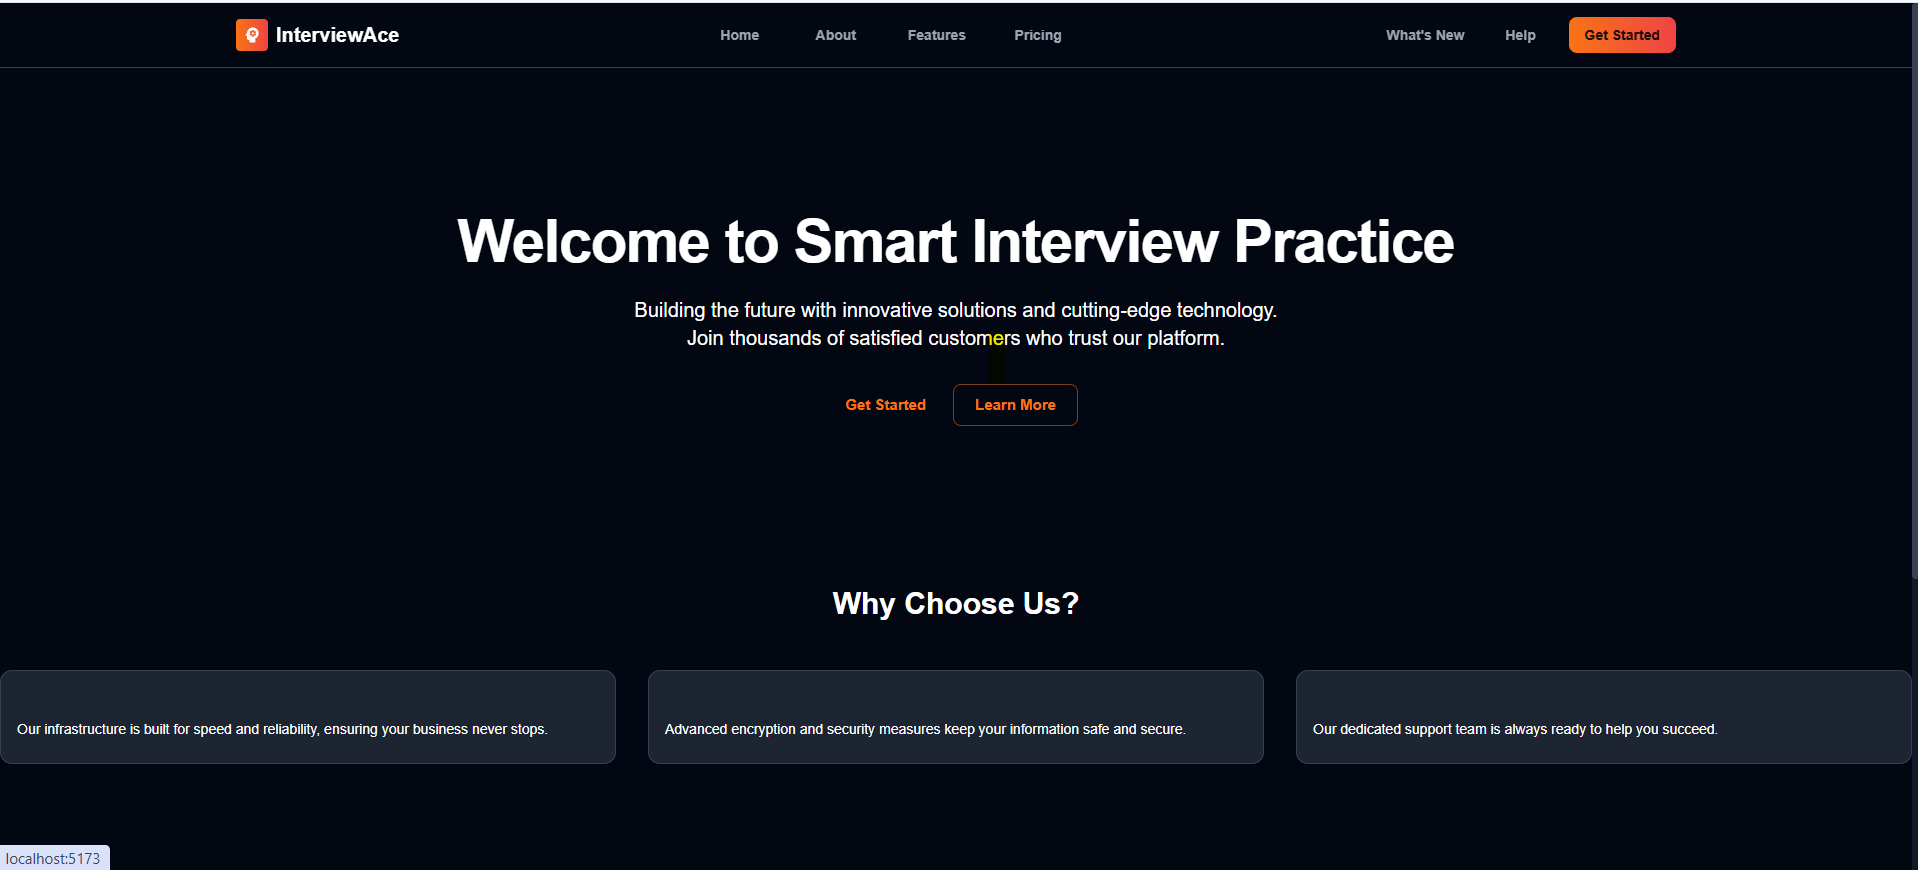 InterviewAce
Home About Features Pricing
What's New Help Get Started
Welcome to Smart Interview Practice
Building the future with innovative solutions and cutting-edge technology.
Join thousands of satisfied customers who trust our platform.
Get Started Learn More
Why Choose Us?
Our infrastructure is built for speed and reliability, ensuring your business never stops.
Advanced encryption and security measures keep your information safe and secure.
Our dedicated support team is always ready to help you succeed.
localhost:5173